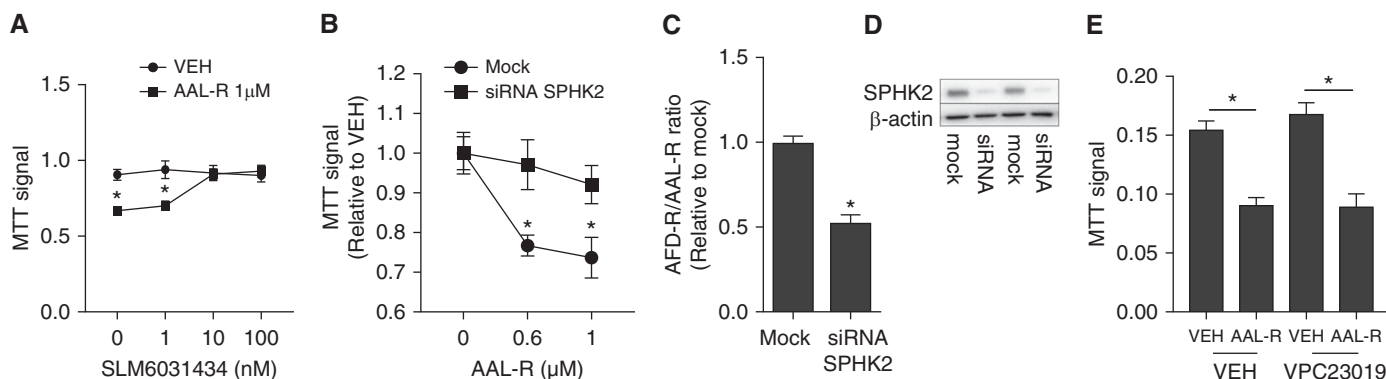 A
VEH
AAL-R 1μM
1.5
1.0
0.5
0.0
MTT signal
*
*
0 1 10 100
SLM6031434 (nM)
B
Mock
siRNA SPHK2
1.2
1.1
1.0
0.9
0.8
0.7
0.6
MTT signal
(Relative to VEH)
*
*
0 0.6 1
AAL-R (μM)
C
1.5
1.0
0.5
0.0
AFD-R/AAL-R ratio
(Relative to mock)
*
Mock
siRNA
SPHK2
D
SPHK2
β-actin
mock
siRNA
mock
siRNA
E
0.20
0.15
0.10
0.05
0.00
MTT signal
*
*
VEH AAL-R VEH AAL-R
VEH VPC23019